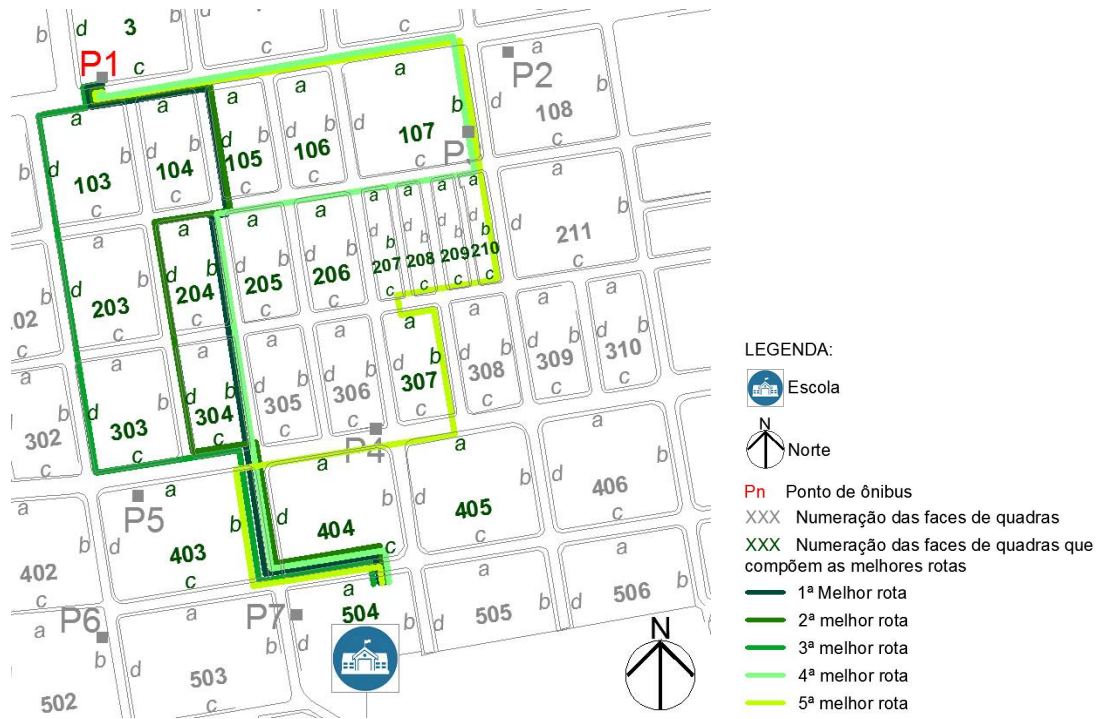 b d 3 b d b
c c c
P1 a P2
a a a a b d b
d b d b d b d b 107 108
103 104 105 106 c P c
c c c c
a a a a a a a a
d b d b d b d b d b d d d b d b
203 204 205 206 207 208 209 210 211
202 c c c c c c c c c
a a a a a a a a a
d b d b d b d b d b d b d b d b
302 303 304 305 306 307 308 309 310
c c c c c c c c c
P4
a a a a a
P5
b d b d b d b d b
402 403 404 405 406
c c c c c
a a a a a
P6 P7
b d b d b d b d
502 503 504 505 506
c
N
LEGENDA:
Escola
N
Norte
Pn Ponto de ônibus
XXX Numeração das faces de quadras
XXX Numeração das faces de quadras que
compõem as melhores rotas
1ª Melhor rota
2ª melhor rota
3ª melhor rota
4ª melhor rota
5ª melhor rota